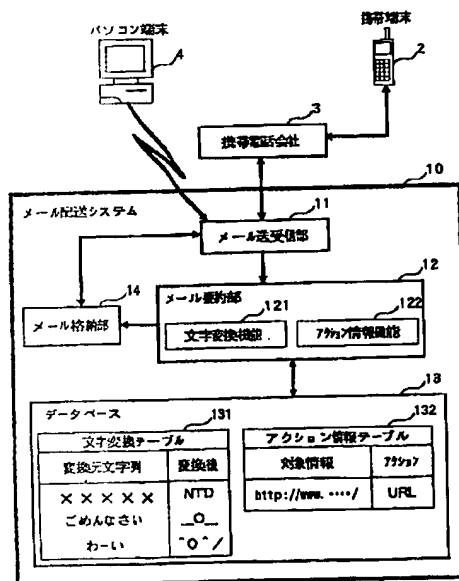 パソコン端末
4
携帯端末
2
3
携帯電話会社
10
メール配送システム
11
メール送受信部
12
メール要約部
14
メール格納部
121
文字変換機能
122
アクション情報機能
13
データベース
131
文字変換テーブル
変換元文字列 変換後
××××× NTD
ごめんなさい _O_
わーい ^O^/
132
アクション情報テーブル
対象情報 アクション
http://www.‥‥/ URL